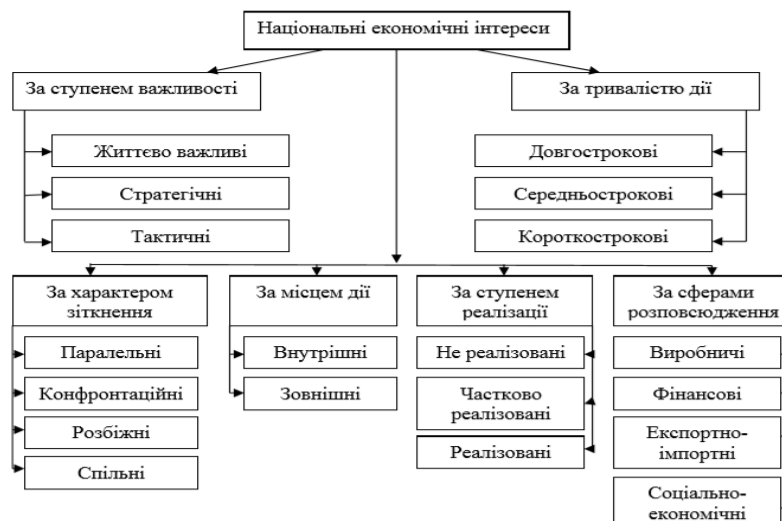 Національні економічні інтереси
За ступенем важливості
За тривалістю дії
Життєво важливі
Стратегічні
Тактичні
Довгострокові
Середньострокові
Короткострокові
За характером
зіткнення
За місцем дії
За ступенем
реалізації
За сферами
розповсюдження
Паралельні
Конфронтаційні
Розбіжні
Спільні
Внутрішні
Зовнішні
Не реалізовані
Частково
реалізовані
Реалізовані
Виробничі
Фінансові
Експортно-
імпортні
Соціально-
економічні